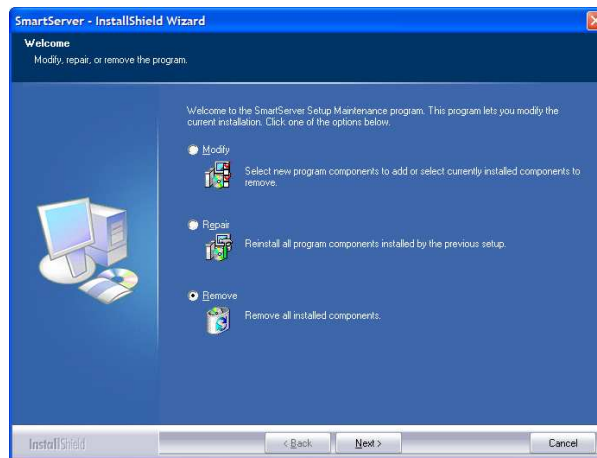 SmartServer - InstallShield Wizard
Welcome
Modify, repair, or remove the program.
Welcome to the SmartServer Setup Maintenance program. This program lets you modify the
current installation. Click one of the options below.
Modify
Select new program components to add or select currently installed components to
remove.
Repair
Reinstall all program components installed by the previous setup.
Remove
Remove all installed components.
InstallShield
< Back
Next >
Cancel